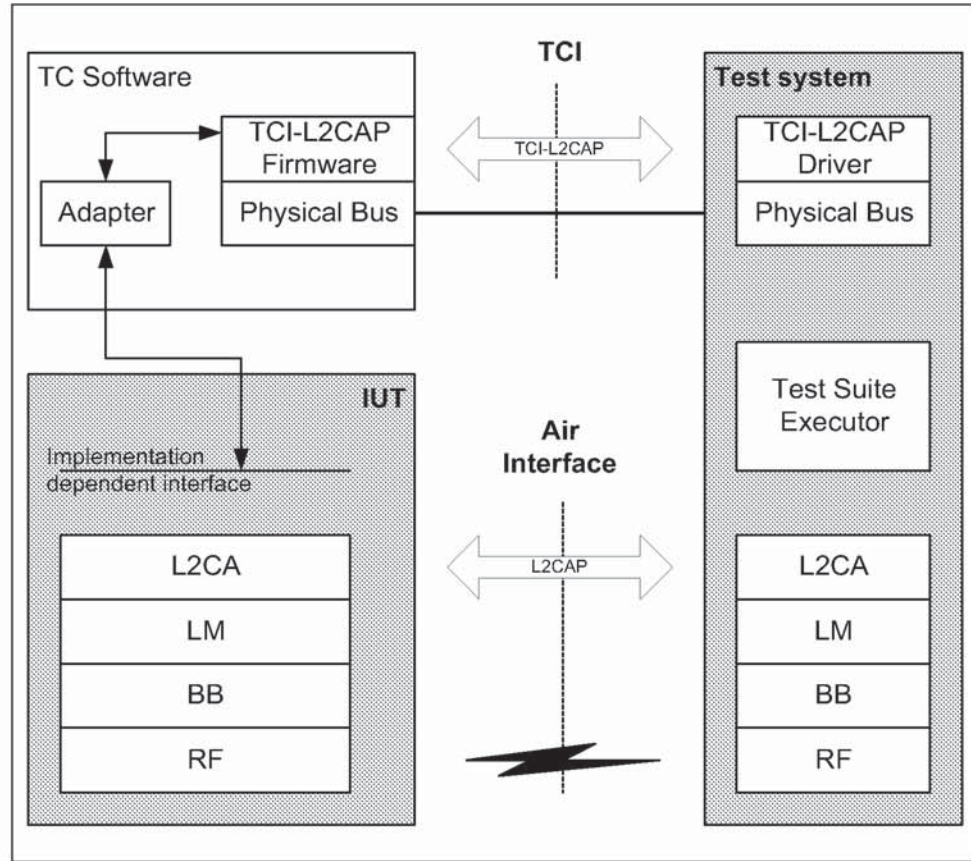 TC Software
TCI-L2CAP
Firmware
Physical Bus
Adapter
TCI
TCI-L2CAP
Test system
TCI-L2CAP
Driver
Physical Bus
Test Suite
Executor
IUT
Implementation
dependent interface
L2CA
LM
BB
RF
Air
Interface
L2CAP
L2CA
LM
BB
RF